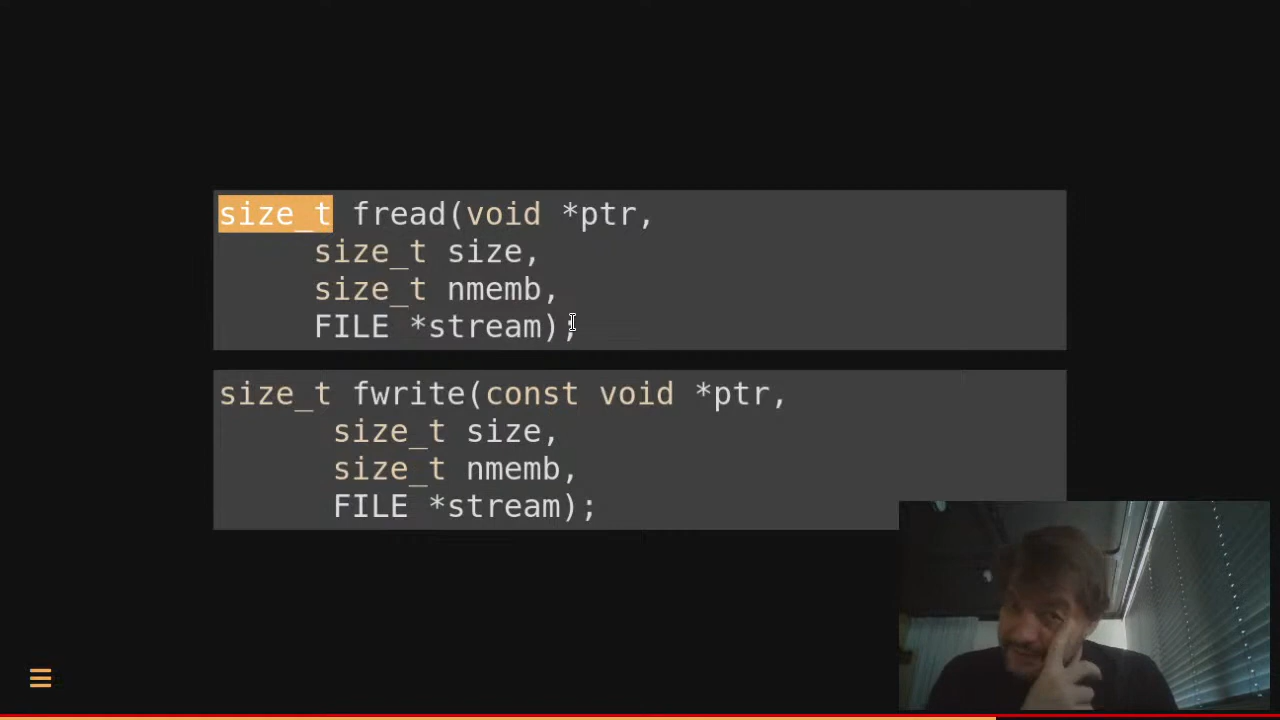 size_t fread(void *ptr,
size_t size,
size_t nmemb,
FILE *stream);
size_t fwrite(const void *ptr,
size_t size,
size_t nmemb,
FILE *stream);